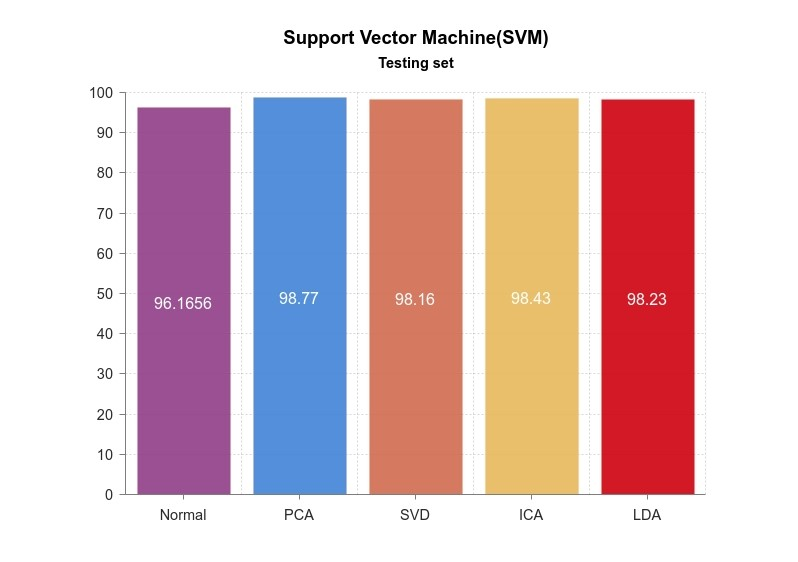 Support Vector Machine(SVM)
Testing set
100
90
80
70
60
50
40
30
20
10
0
96.1656
98.77
98.16
98.43
98.23
Normal
PCA
SVD
ICA
LDA